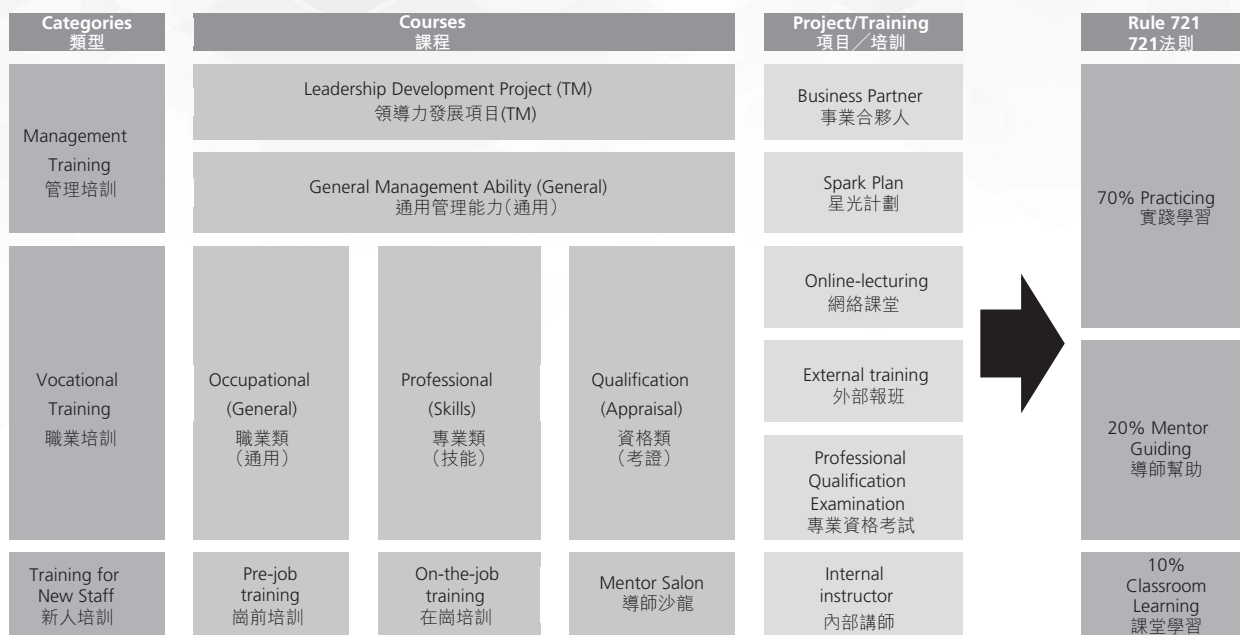 Categories
類型
Courses
課程
Project/Training
項目／培訓
Rule 721
721法則
Management
Training
管理培訓
Leadership Development Project (TM)
領導力發展項目(TM)
General Management Ability (General)
通用管理能力（通用）
Business Partner
事業合夥人
Spark Plan
星光計劃
70% Practicing
實踐學習
Vocational
Training
職業培訓
Occupational
(General)
職業類
（通用）
Professional
(Skills)
專業類
（技能）
Qualification
(Appraisal)
資格類
（考證）
Online-lecturing
網絡課堂
External training
外部報班
Professional
Qualification
Examination
專業資格考試
20% Mentor
Guiding
導師幫助
Training for
New Staff
新人培訓
Pre-job
training
崗前培訓
On-the-job
training
在崗培訓
Mentor Salon
導師沙龍
Internal
instructor
內部講師
10%
Classroom
Learning
課堂學習